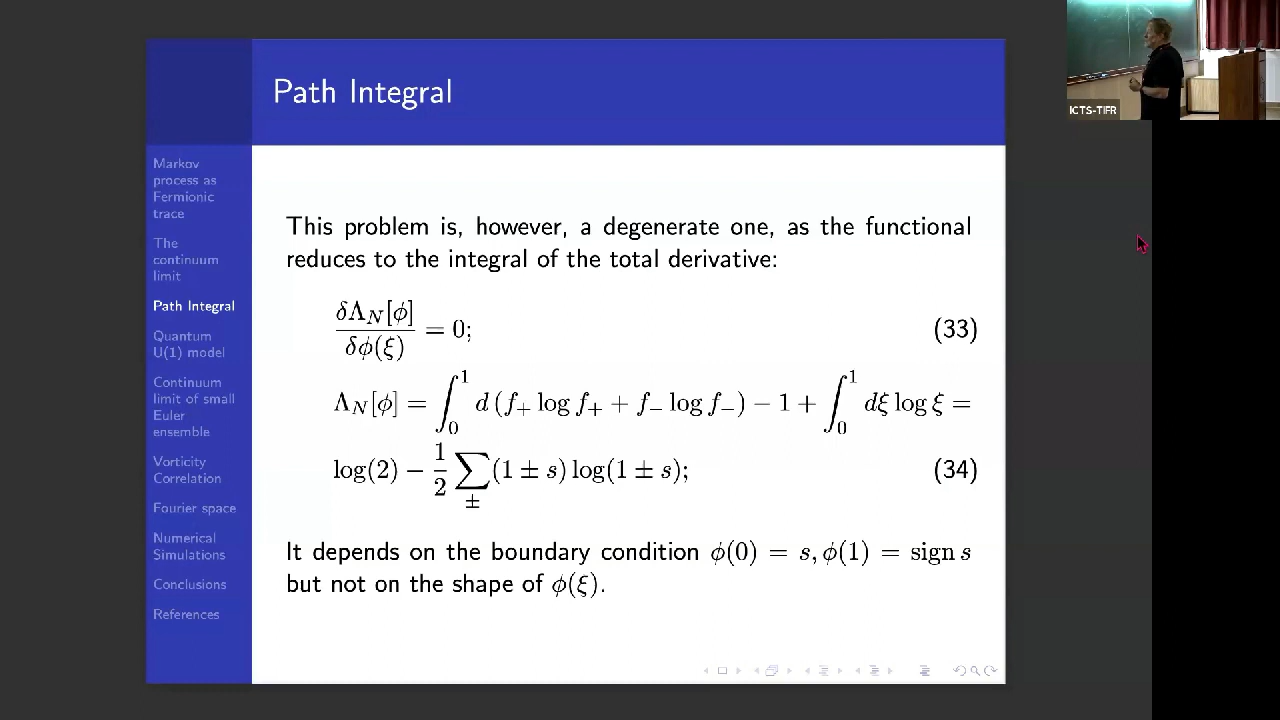 Path Integral
Markov
process as
Fermionic
trace
The
continuum
limit
Path Integral
Quantum
U(1) model
Continuum
limit of small
Euler
ensemble
Vorticity
Correlation
Fourier space
Numerical
Simulations
Conclusions
References
This problem is, however, a degenerate one, as the functional
reduces to the integral of the total derivative:
δΛ_N[ϕ]/δϕ(ξ) = 0; (33)
Λ_N[ϕ] = ∫_0^1 d (f_+ log f_+ + f_− log f_−) − 1 + ∫_0^1 dξ log ξ =
log(2) − 1/2 ∑_± (1 ± s) log(1 ± s); (34)
It depends on the boundary condition ϕ(0) = s, ϕ(1) = sign s
but not on the shape of ϕ(ξ).
ICTS-TIFR